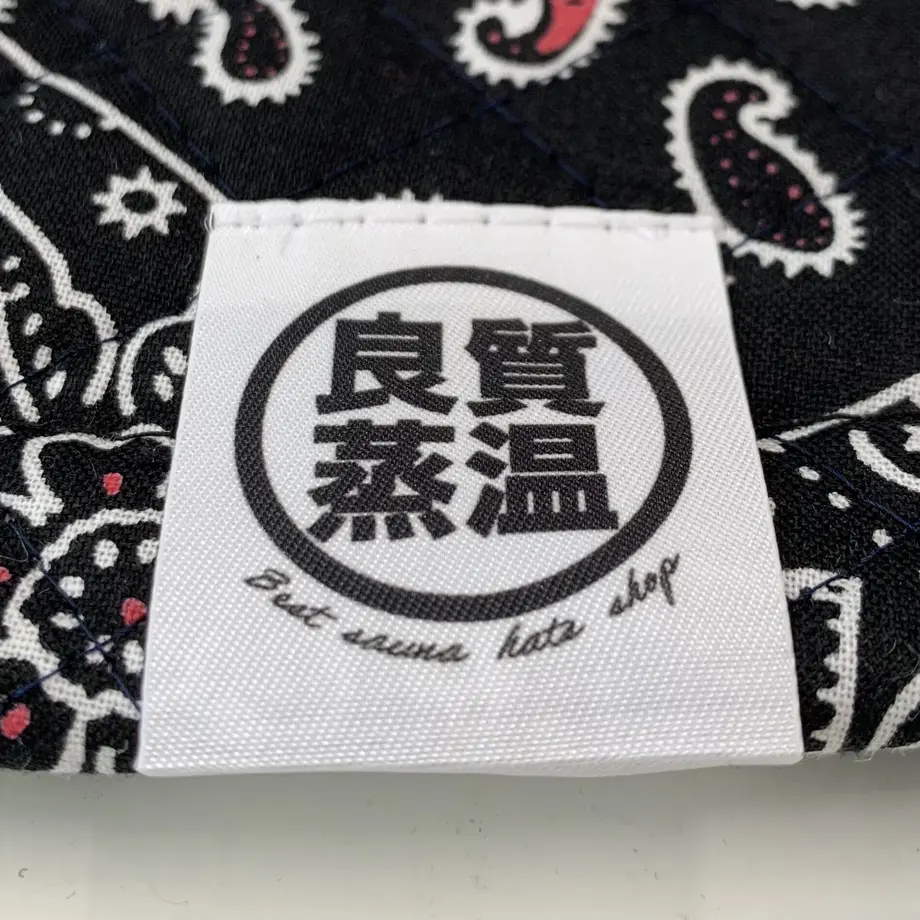 良質
蒸温
Best sauna hats shop